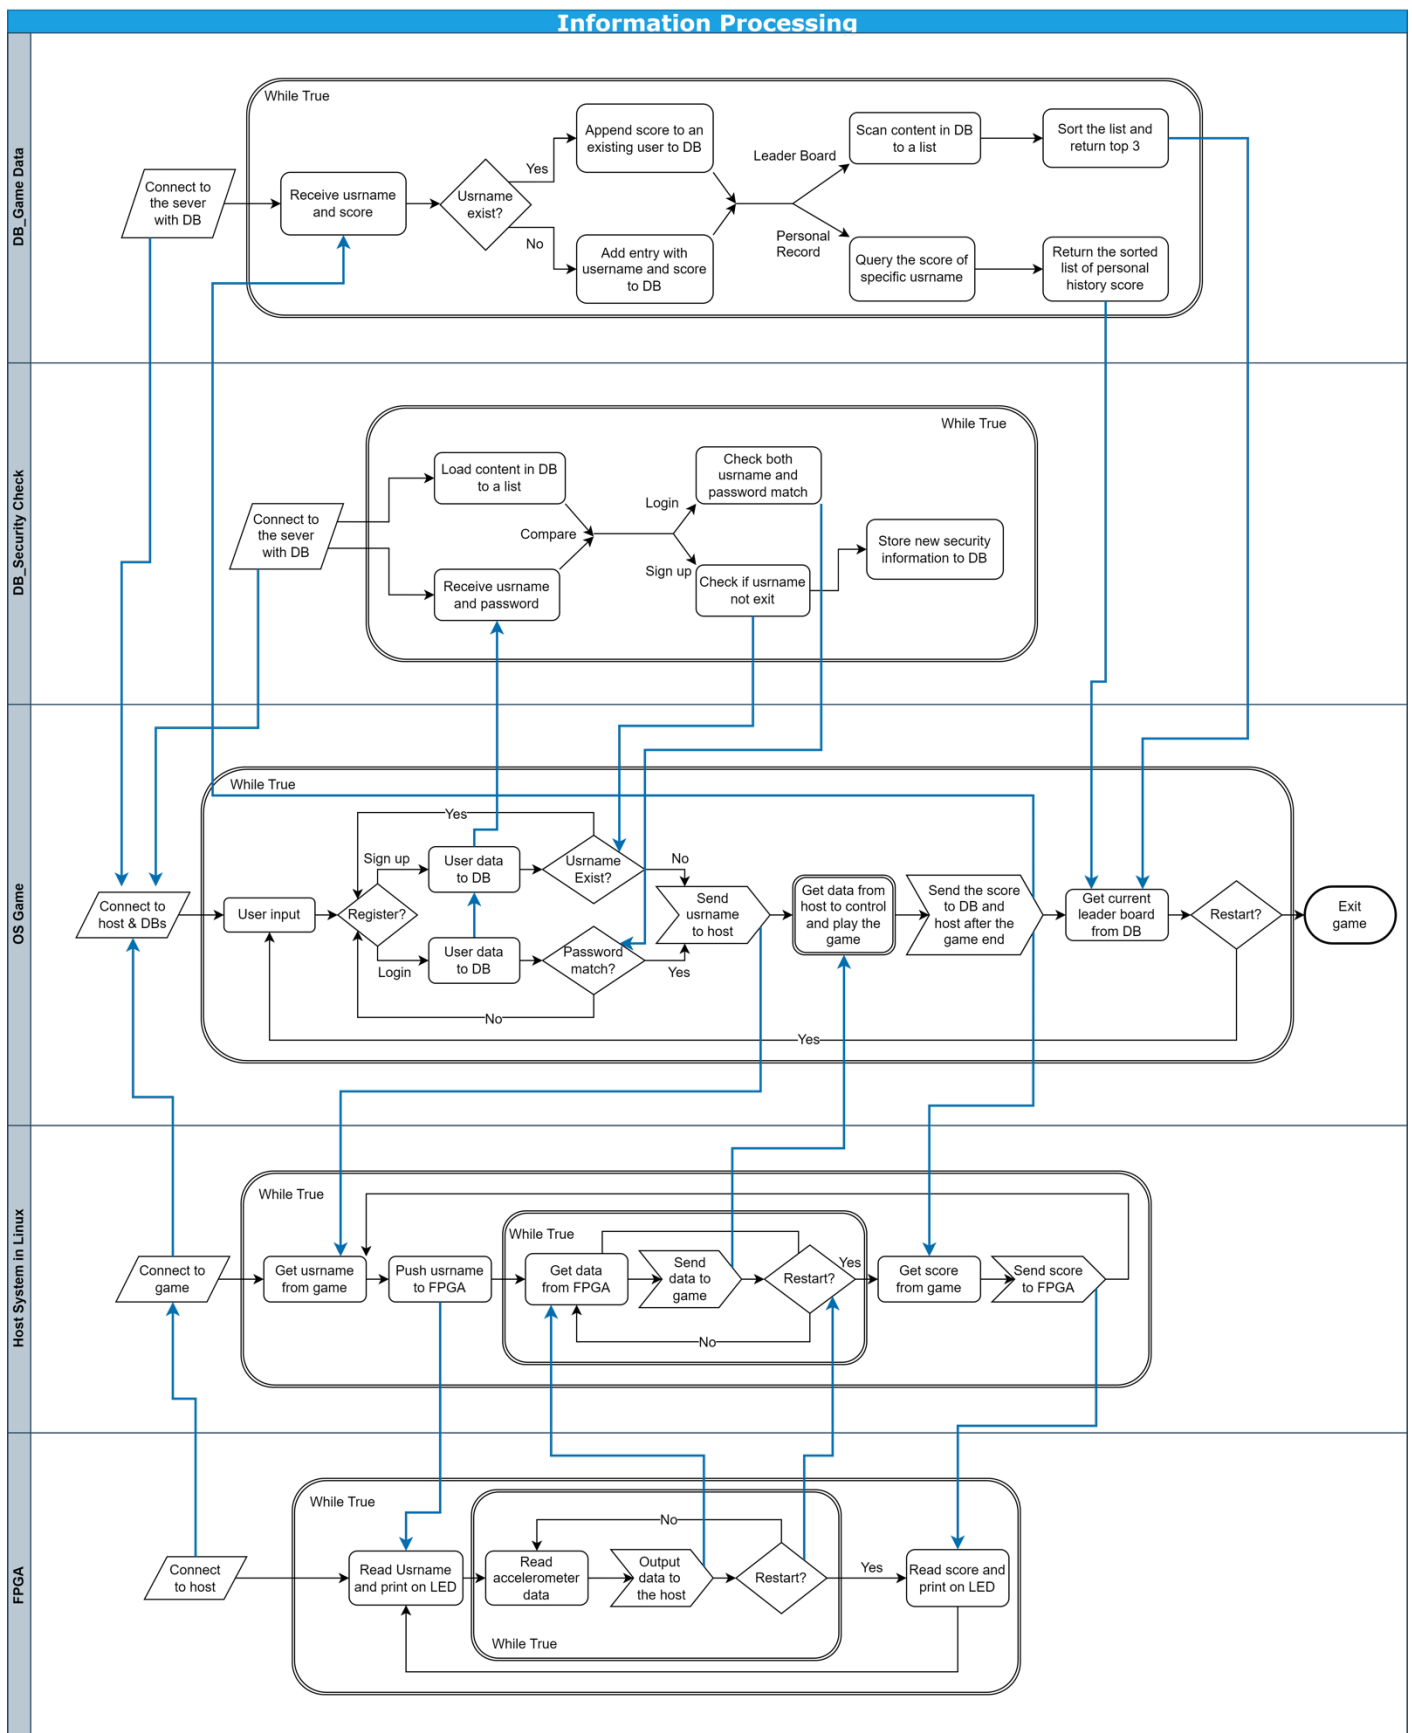 Information Processing
DB_Game Data
While True
Connect to
the sever
with DB
Receive usrname
and score
Usrname
exist?
Yes
No
Append score to an
existing user to DB
Add entry with
username and score
to DB
Leader Board
Personal
Record
Scan content in DB
to a list
Sort the list and
return top 3
Query the score of
specific usrname
Return the sorted
list of personal
history score
DB_Security Check
While True
Connect to
the sever
with DB
Load content in DB
to a list
Receive usrname
and password
Compare
Login
Sign up
Check both
usrname and
password match
Check if usrname
not exit
Store new security
information to DB
OS Game
While True
Connect to
host & DBs
User input
Register?
Sign up
Login
User data
to DB
User data
to DB
Yes
Usrname
Exist?
No
Password
match?
Yes
No
Send
usrname
to host
Get data from
host to control
and play the
game
Send the score
to DB and
host after the
game end
Get current
leader board
from DB
Restart?
Yes
Exit
game
Host System in Linux
While True
Connect to
game
Get usrname
from game
Push usrname
to FPGA
While True
Get data
from FPGA
Send
data to
game
Restart?
Yes
No
Get score
from game
Send score
to FPGA
FPGA
While True
Connect
to host
Read Usrname
and print on LED
No
Read
accelerometer
data
Output
data to
the host
Restart?
While True
Yes
Read score and
print on LED